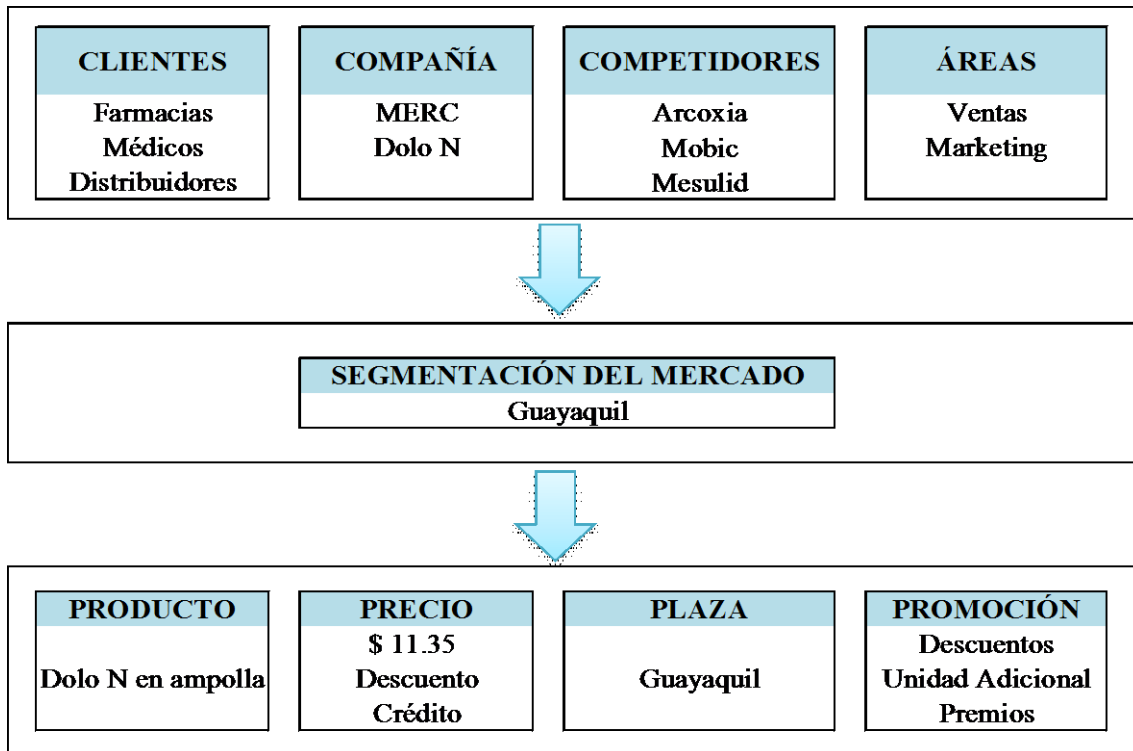 CLIENTES
Farmacias
Médicos
Distribuidores
COMPAÑÍA
MERC
Dolo N
COMPETIDORES
Arcoxia
Mobic
Mesulid
ÁREAS
Ventas
Marketing
SEGMENTACIÓN DEL MERCADO
Guayaquil
PRODUCTO
Dolo N en ampolla
PRECIO
$ 11.35
Descuento
Crédito
PLAZA
Guayaquil
PROMOCIÓN
Descuentos
Unidad Adicional
Premios